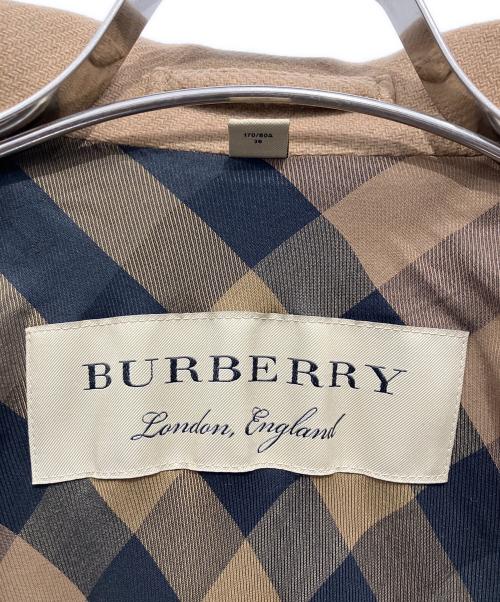 170/80A
36
BURBERRY
London, England